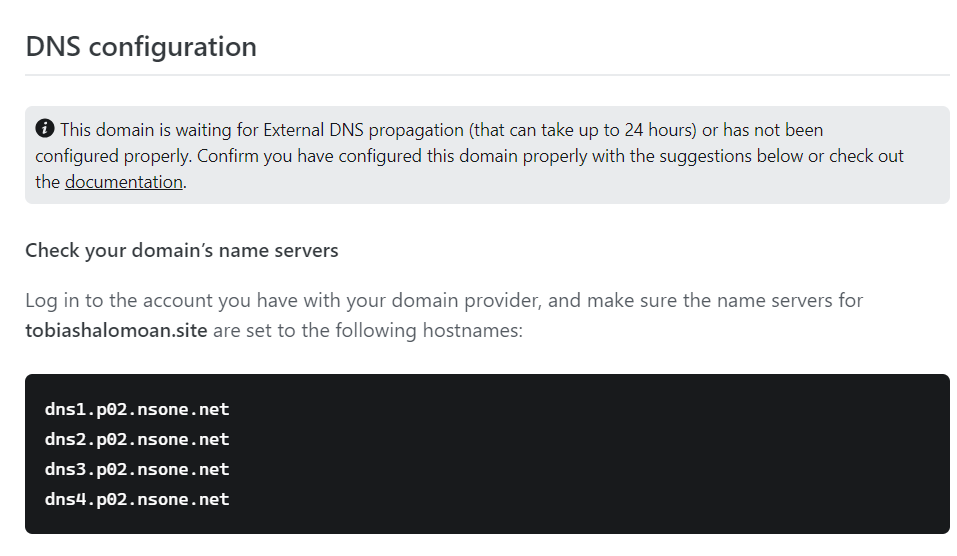 DNS configuration
This domain is waiting for External DNS propagation (that can take up to 24 hours) or has not been
configured properly. Confirm you have configured this domain properly with the suggestions below or check out
the documentation.
Check your domain’s name servers
Log in to the account you have with your domain provider, and make sure the name servers for
tobiashalomoan.site are set to the following hostnames:
dns1.p02.nsone.net
dns2.p02.nsone.net
dns3.p02.nsone.net
dns4.p02.nsone.net